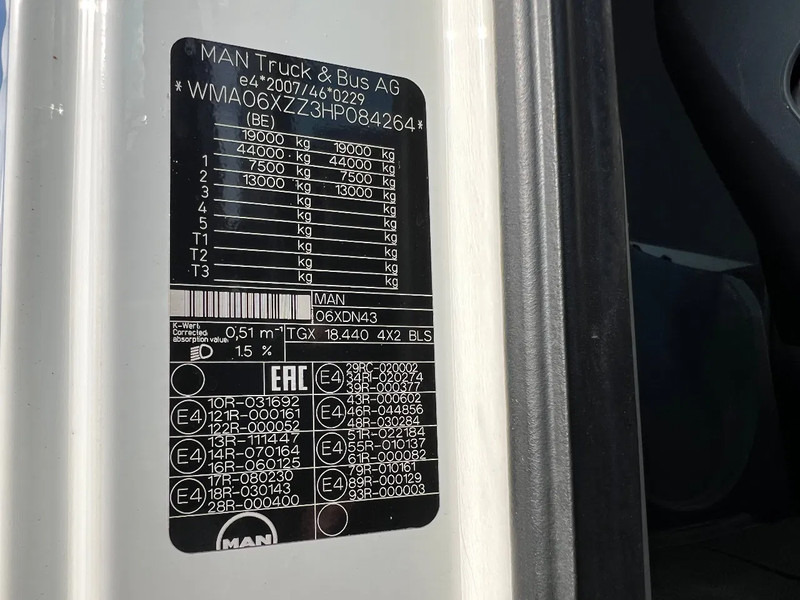 MAN Truck & Bus AG
e4*2007/46*0229
*WMA06XZZ3HP084264*
(BE)
19000 kg 19000 kg
44000 kg 44000 kg
1 7500 kg 7500 kg
2 13000 kg 13000 kg
3 kg kg
4 kg kg
5 kg kg
T1 kg kg
T2 kg kg
T3 kg kg
MAN
06XDN43
K-Wert:
Corrected
absorption value:
0,51 m⁻¹
TGX 18.440 4X2 BLS
1.5 %
EAC
E4
29RC-020002
34RI-020274
39R-000377
E4
10R-031692
121R-000161
122R-000052
E4
43R-000602
46R-044856
48R-030284
E4
13R-111447
14R-070164
16R-060125
E4
51R-022184
55R-010137
61R-000082
E4
17R-080230
18R-030143
28R-000400
E4
79R-010161
89R-000129
93R-000003
MAN